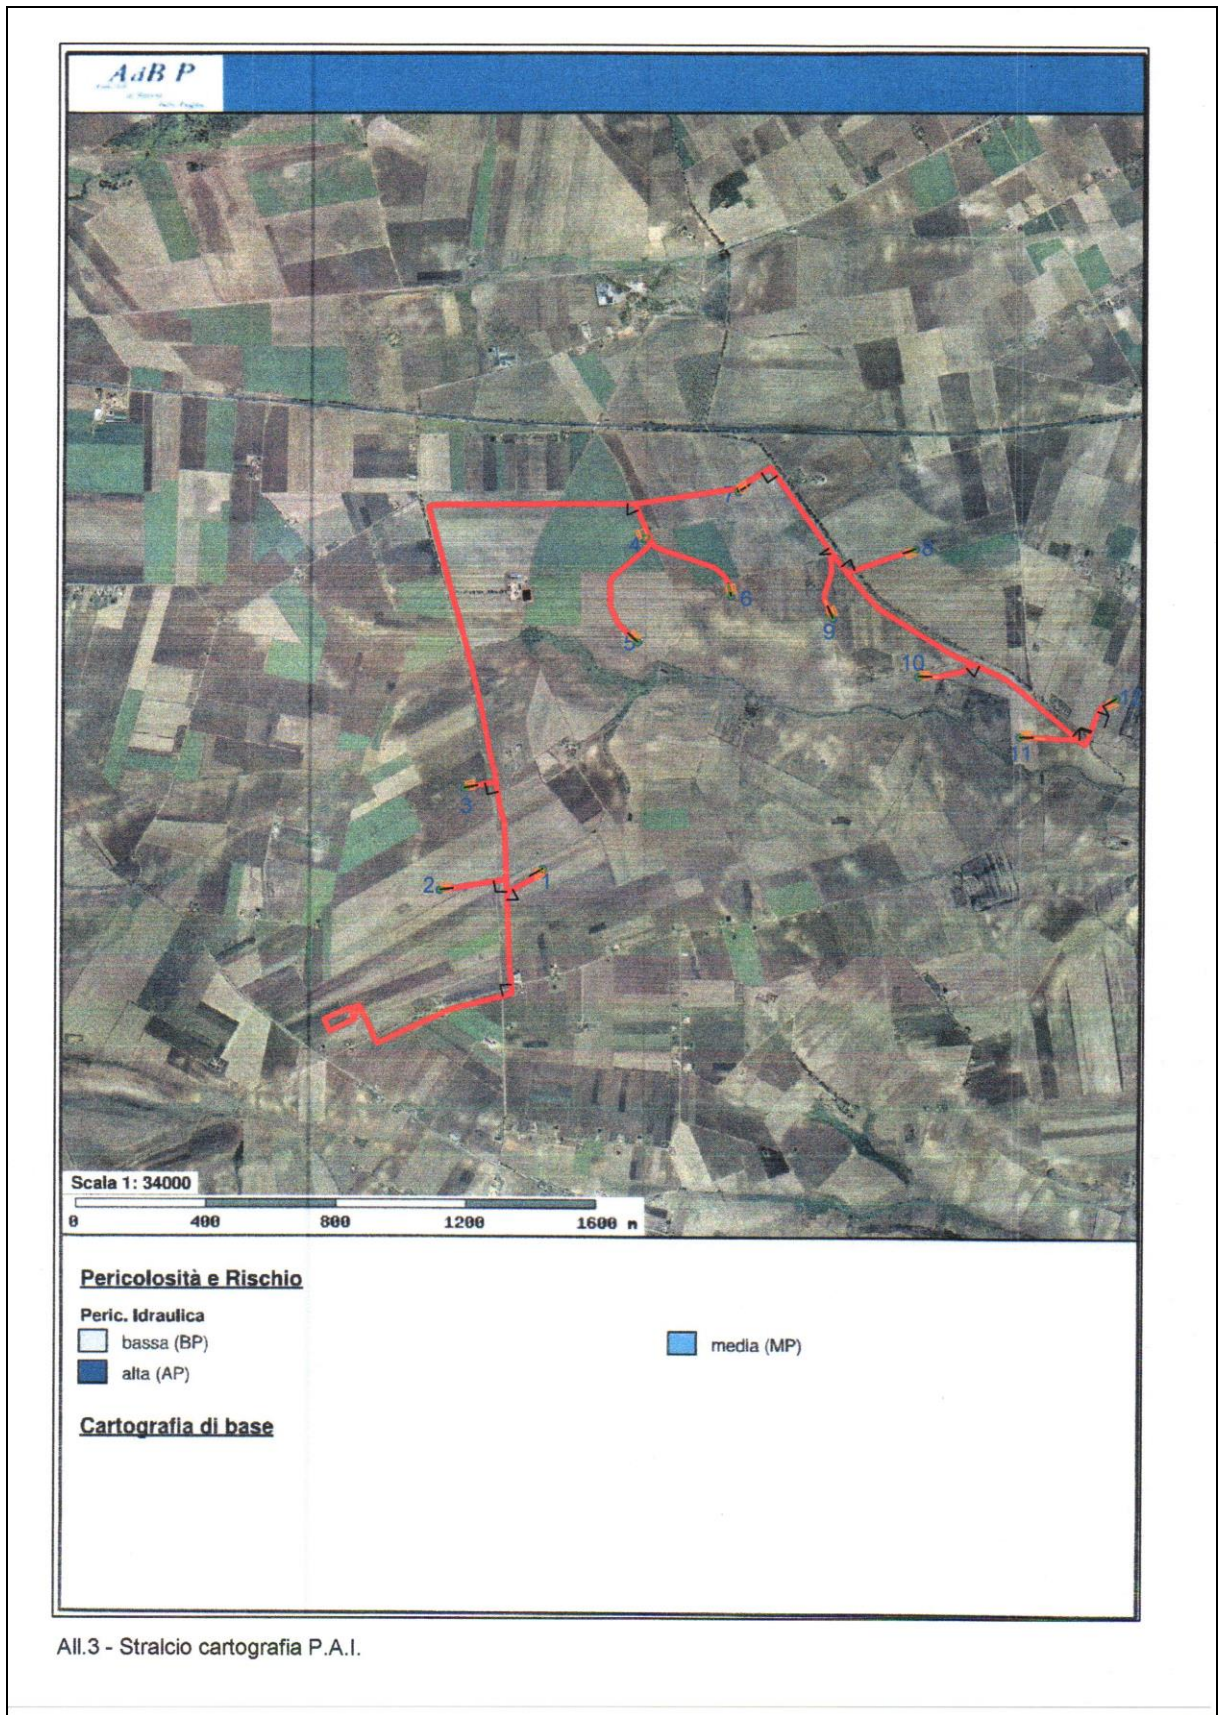 AdB P
7
4
8
6
9
5
10
12
11
3
2
1
Scala 1: 34000
0 400 800 1200 1600 m
Pericolosità e Rischio
Peric. Idraulica
bassa (BP)
media (MP)
alta (AP)
Cartografia di base
All.3 - Stralcio cartografia P.A.I.